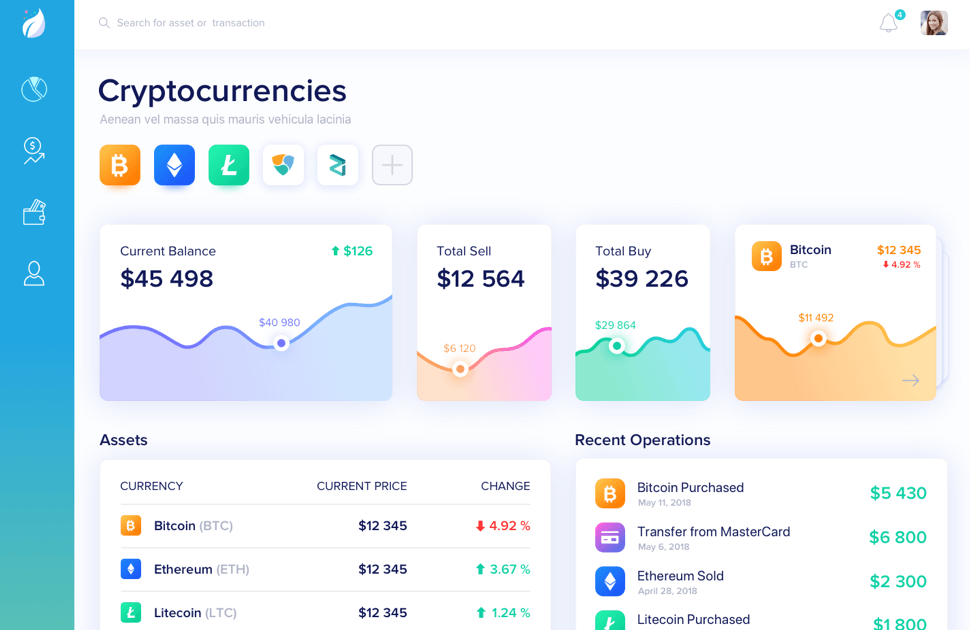 Search for asset or transaction
4
Cryptocurrencies
Aenean vel massa quis mauris vehicula lacinia
Current Balance
$126
$45 498
$40 980
Total Sell
$12 564
$6 120
Total Buy
$39 226
$29 864
Bitcoin
$12 345
BTC
4.92 %
$11 492
Assets
CURRENCY CURRENT PRICE CHANGE
Bitcoin (BTC) $12 345 4.92 %
Ethereum (ETH) $12 345 3.67 %
Litecoin (LTC) $12 345 1.24 %
Recent Operations
Bitcoin Purchased
$5 430
May 11, 2018
Transfer from MasterCard
$6 800
May 6, 2018
Ethereum Sold
$2 300
April 28, 2018
Litecoin Purchased
$1 800